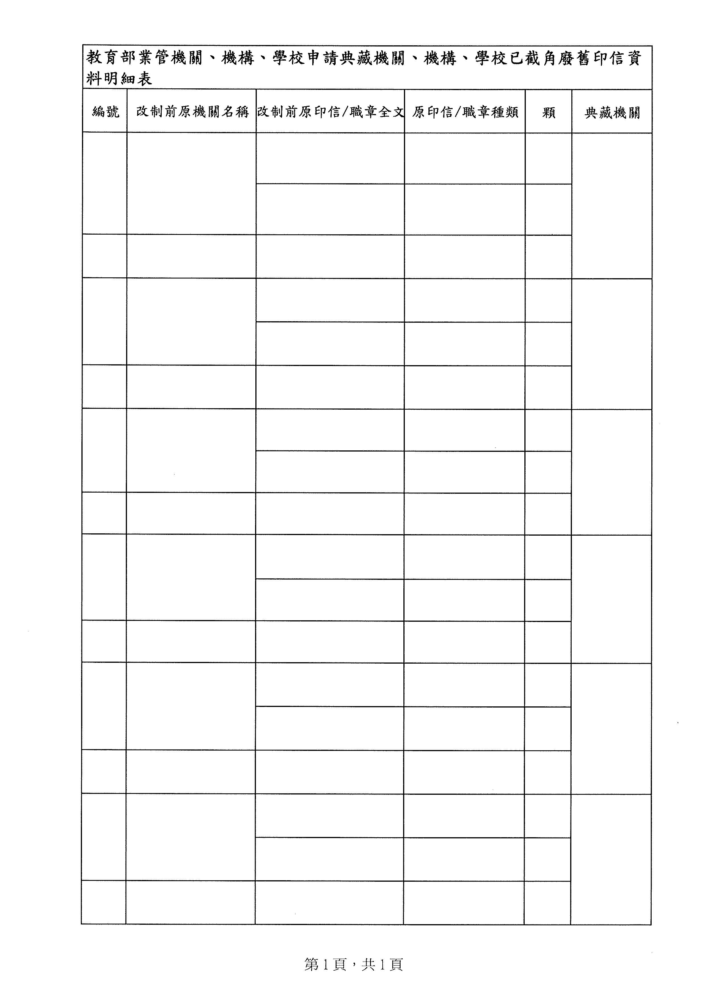 教育部業管機關、機構、學校申請典藏機關、機構、學校已截角廢舊印信資
料明細表
編號 改制前原機關名稱 改制前原印信/職章全文 原印信/職章種類 顆 典藏機關
第1頁，共1頁